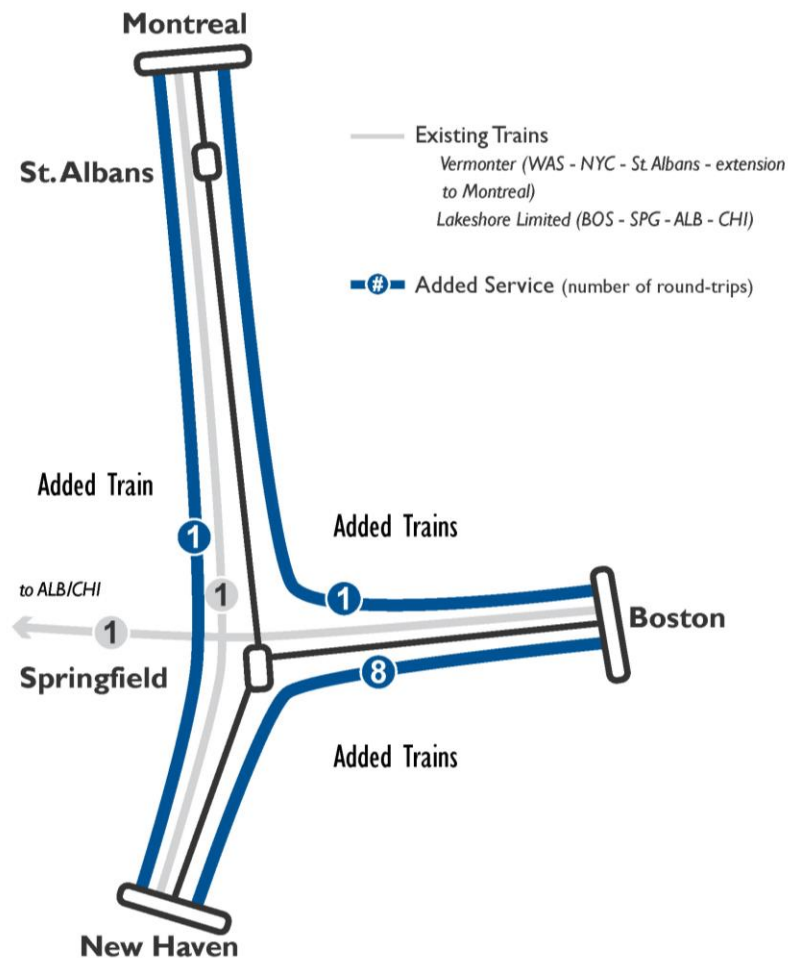 Montreal
St. Albans
Existing Trains
Vermonter (WAS - NYC - St. Albans - extension
to Montreal)
Lakeshore Limited (BOS - SPG - ALB - CHI)
# Added Service (number of round-trips)
Added Train
Added Trains
1
to ALB/CHI
1
1
1
Boston
Springfield
8
Added Trains
New Haven